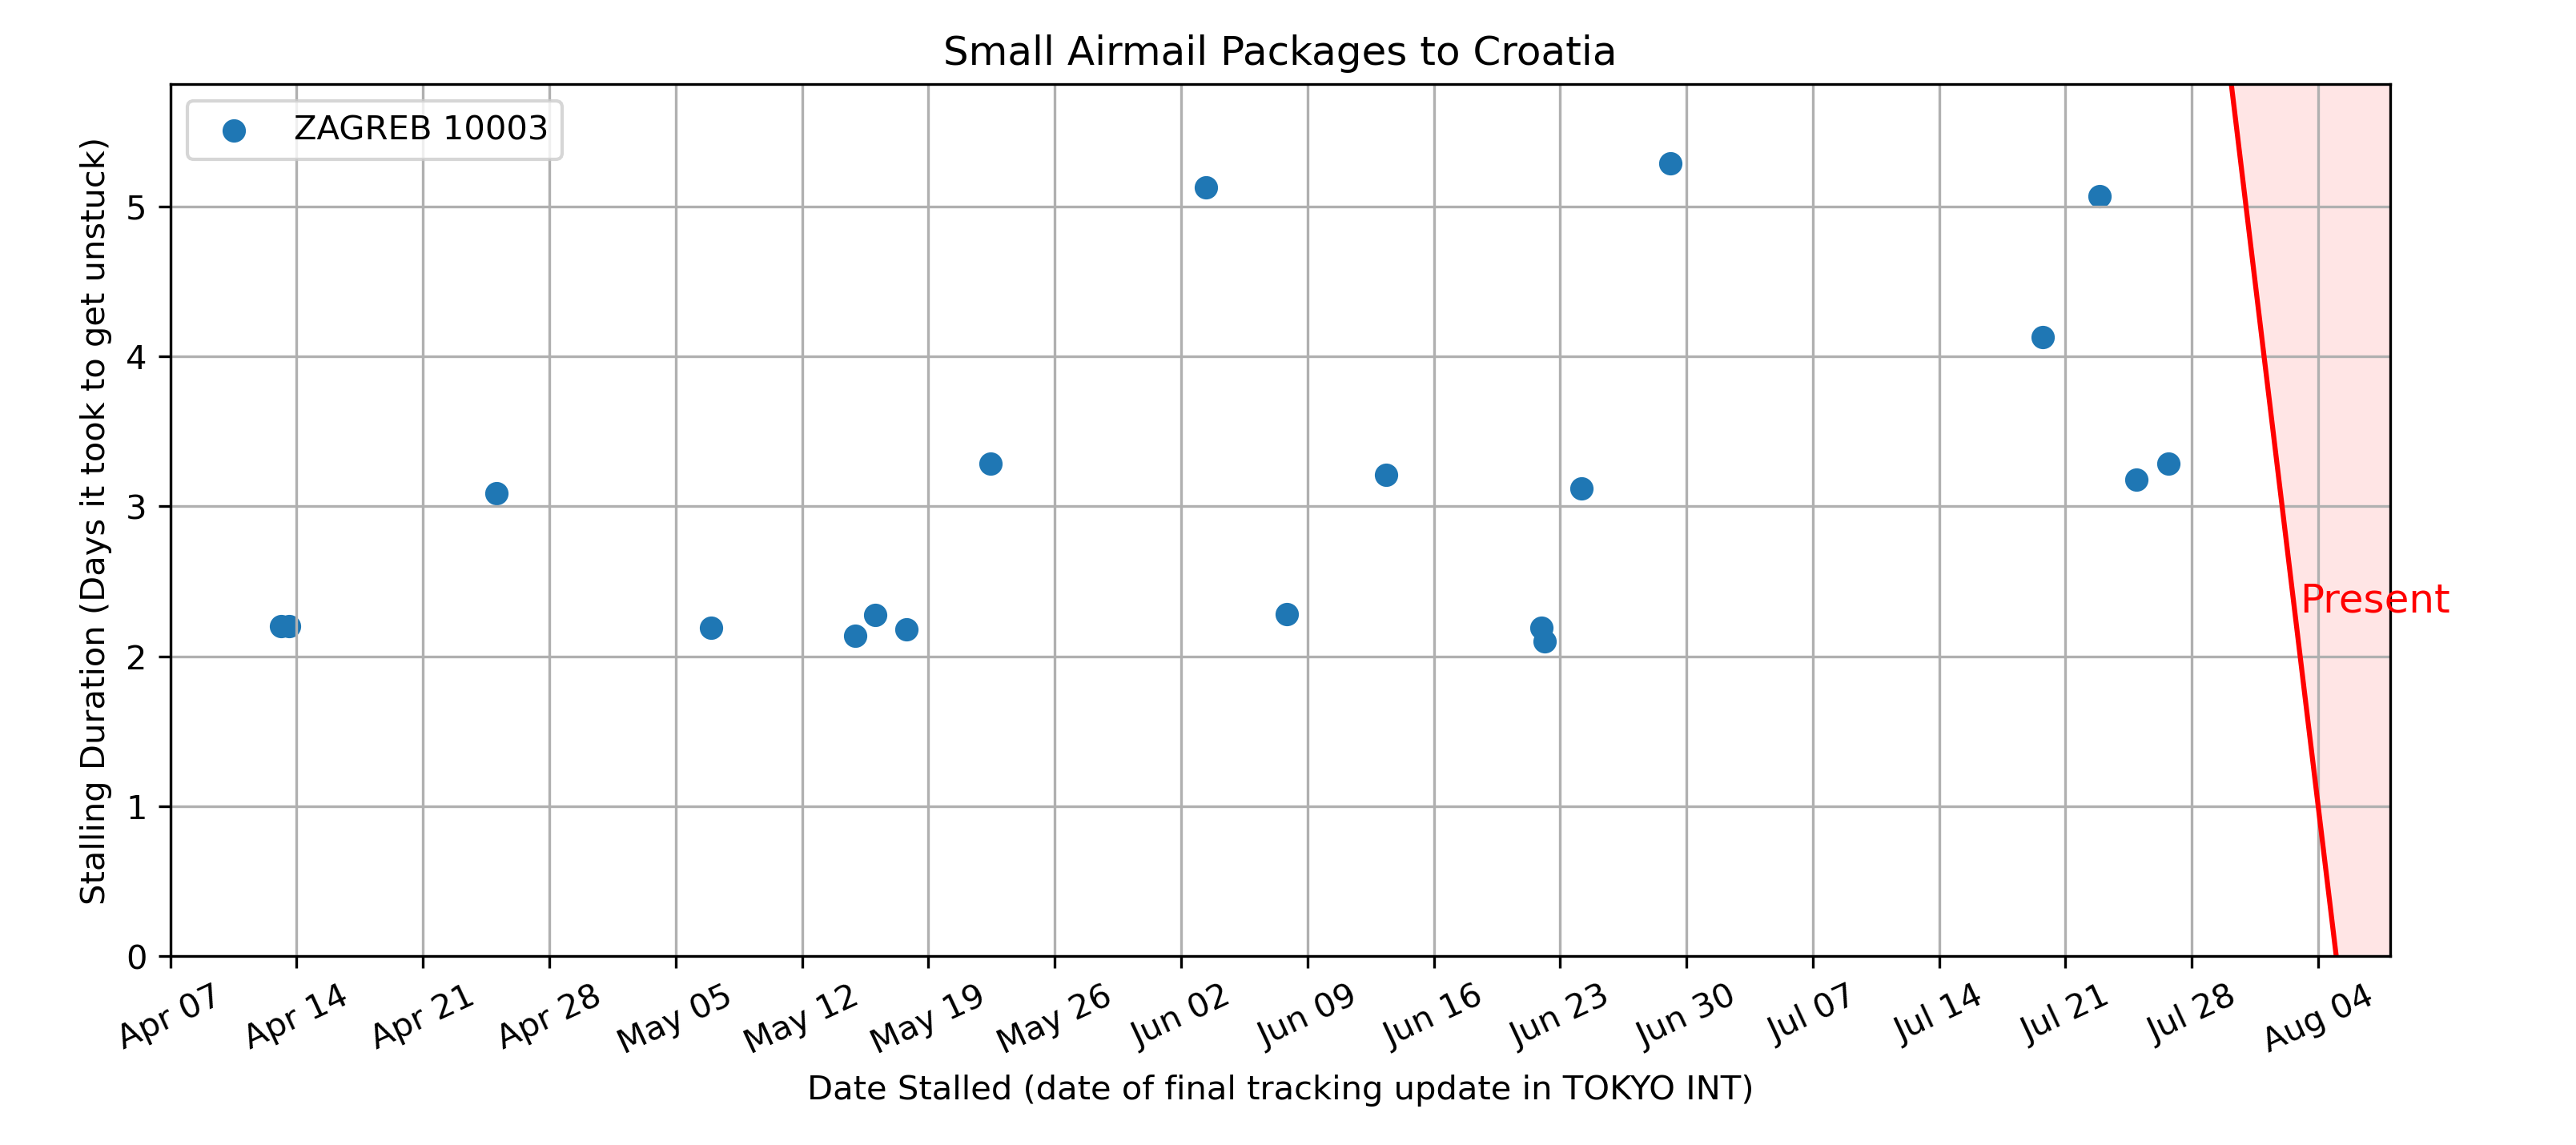 Small Airmail Packages to Croatia
ZAGREB 10003
Stalling Duration (Days it took to get unstuck)
5
4
3
2
1
0
Present
Apr 07
Apr 14
Apr 21
Apr 28
May 05
May 12
May 19
May 26
Jun 02
Jun 09
Jun 16
Jun 23
Jun 30
Jul 07
Jul 14
Jul 21
Jul 28
Aug 04
Date Stalled (date of final tracking update in TOKYO INT)